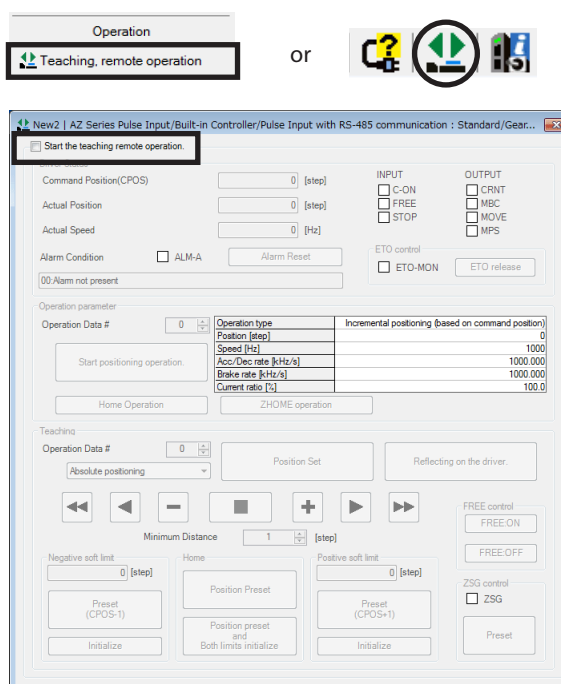 Operation
Teaching, remote operation
or
New2 | AZ Series Pulse Input/Built-in Controller/Pulse Input with RS-485 communication : Standard/Gear...
Start the teaching remote operation.
Driver Status
Command Position(CPOS)
0 [step]
Actual Position
0 [step]
Actual Speed
0 [Hz]
INPUT
C-ON
FREE
STOP
OUTPUT
CRNT
MBC
MOVE
MPS
Alarm Condition
ALM-A
Alarm Reset
00:Alarm not present
ETO control
ETO-MON
ETO release
Operation parameter
Operation Data #
0
Start positioning operation.
Operation type Incremental positioning (based on command position)
Position [step] 0
Speed [Hz] 1000
Acc/Dec rate [kHz/s] 1000.000
Brake rate [kHz/s] 1000.000
Current ratio [%] 100.0
Home Operation
ZHOME operation
Teaching
Operation Data #
0
Absolute positioning
Position Set
Reflecting on the driver.
Minimum Distance
1 [step]
FREE control
FREE:ON
FREE:OFF
Negative soft limit
0 [step]
Preset
(CPOS-1)
Initialize
Home
Position Preset
Position preset
and
Both limits initialize
Positive soft limit
0 [step]
Preset
(CPOS+1)
Initialize
ZSG control
ZSG
Preset